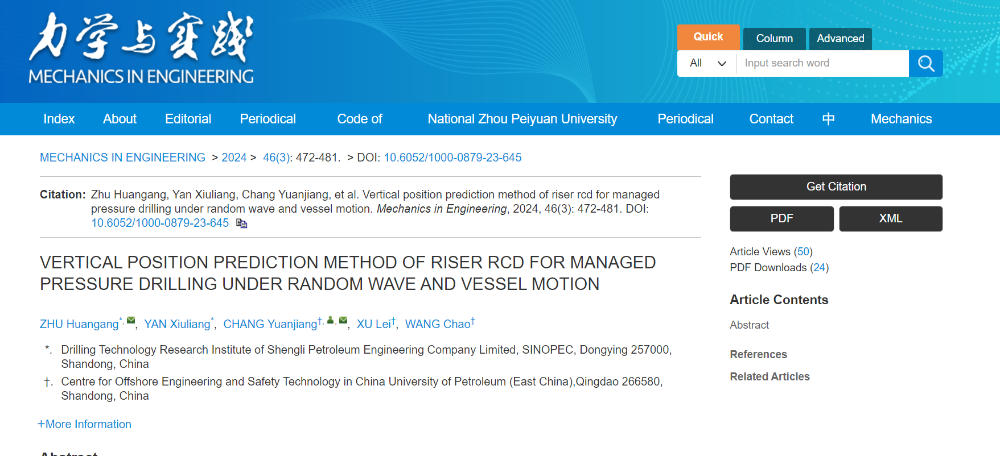 力学与实践
MECHANICS IN ENGINEERING
Quick
Column
Advanced
All
Input search word
Index
About
Editorial
Periodical
Code of
National Zhou Peiyuan University
Periodical
Contact
中
Mechanics
MECHANICS IN ENGINEERING > 2024 > 46(3): 472-481. > DOI: 10.6052/1000-0879-23-645
Citation: Zhu Huangang, Yan Xiuliang, Chang Yuanjiang, et al. Vertical position prediction method of riser rcd for managed
pressure drilling under random wave and vessel motion. Mechanics in Engineering, 2024, 46(3): 472-481. DOI:
10.6052/1000-0879-23-645
VERTICAL POSITION PREDICTION METHOD OF RISER RCD FOR MANAGED
PRESSURE DRILLING UNDER RANDOM WAVE AND VESSEL MOTION
ZHU Huangang*, , YAN Xiuliang*, CHANG Yuanjiang†, , , XU Lei†, WANG Chao†
*. Drilling Technology Research Institute of Shengli Petroleum Engineering Company Limited, SINOPEC, Dongying 257000,
Shandong, China
†. Centre for Offshore Engineering and Safety Technology in China University of Petroleum (East China),Qingdao 266580,
Shandong, China
+More Information
Abstract
Get Citation
PDF
XML
Article Views (50)
PDF Downloads (24)
Article Contents
Abstract
References
Related Articles